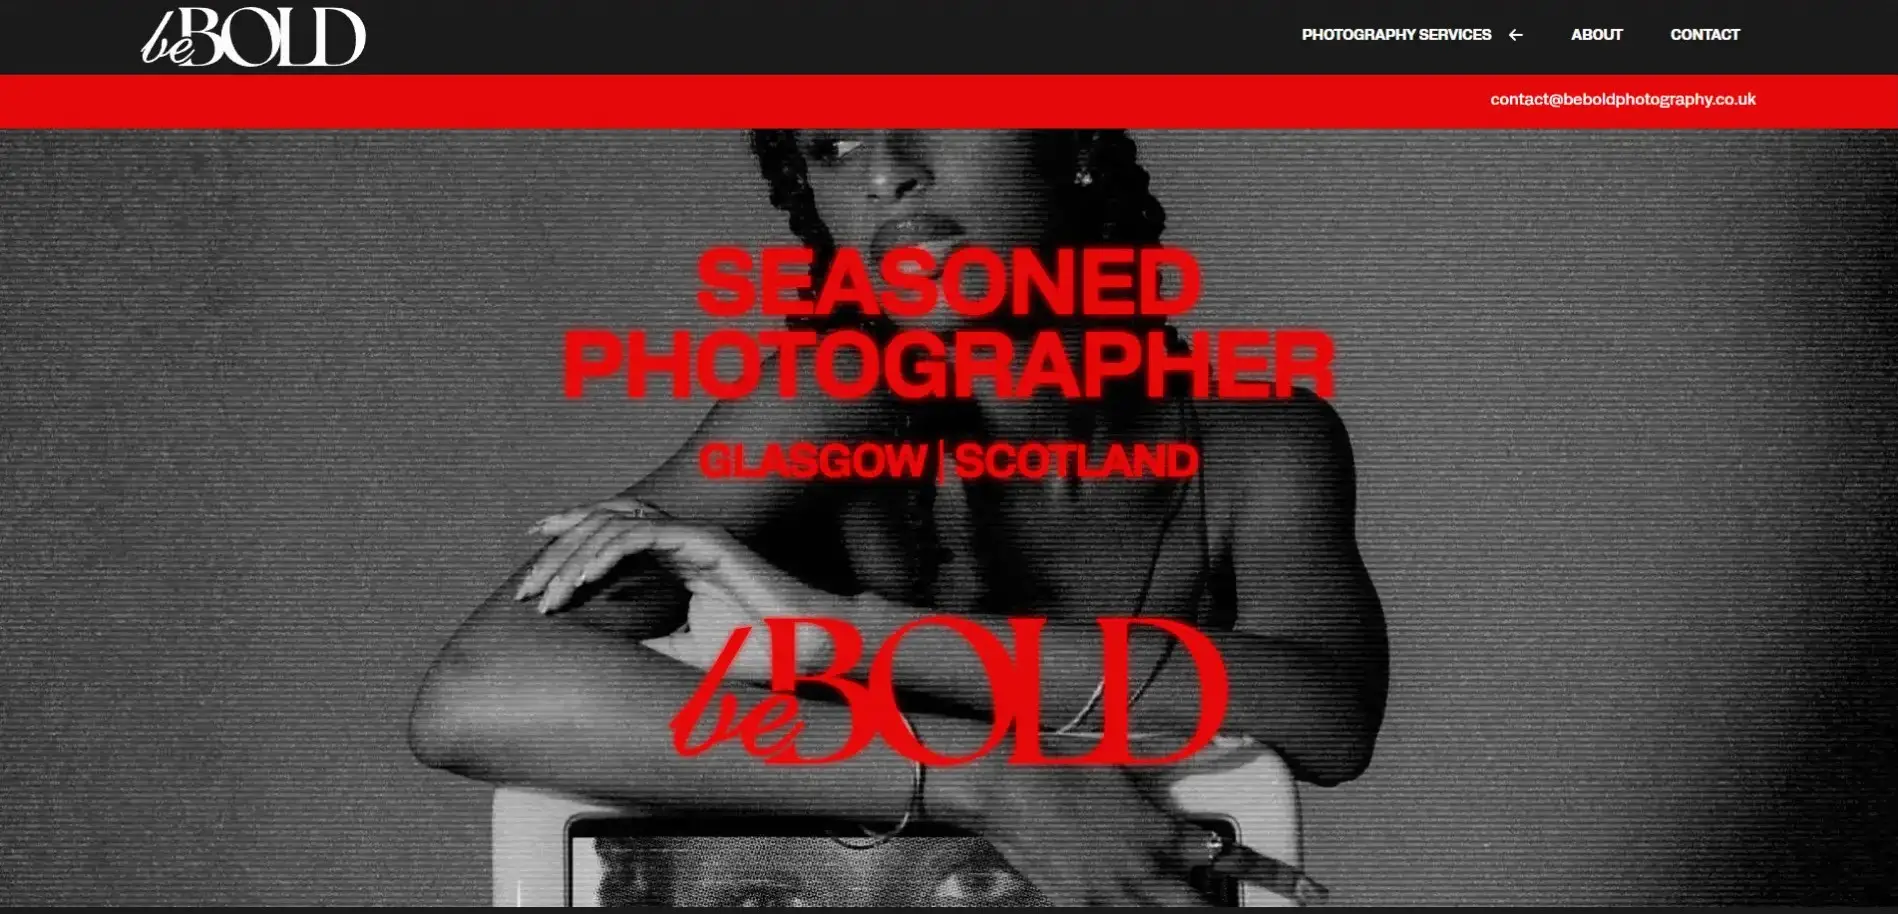 beBOLD
PHOTOGRAPHY SERVICES ←
ABOUT
CONTACT
contact@beboldphotography.co.uk
SEASONED
PHOTOGRAPHER
GLASGOW | SCOTLAND
beBOLD